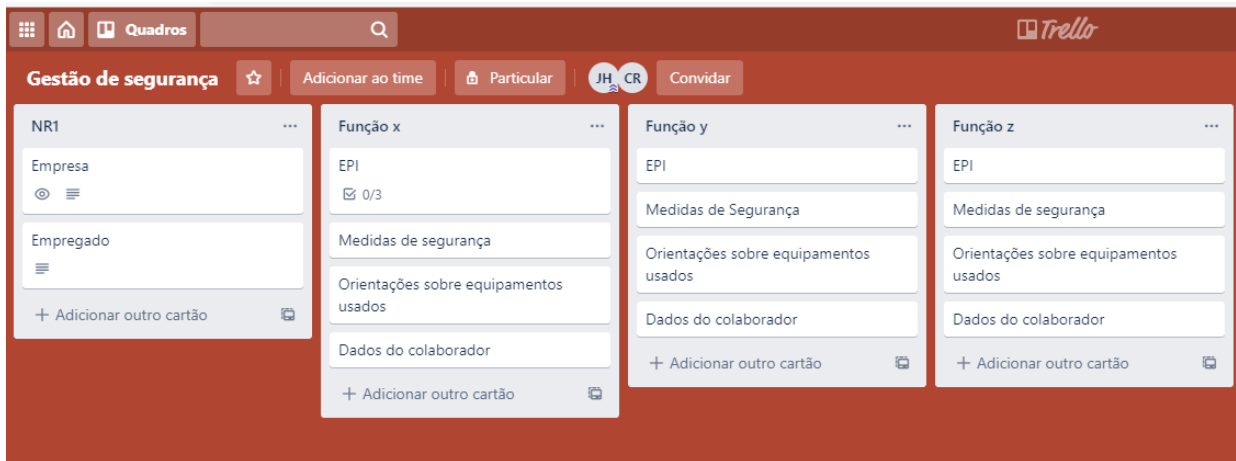 Quadros
Trello
Gestão de segurança
Adicionar ao time
Particular
JH
CR
Convidar
NR1
Empresa
Empregado
+ Adicionar outro cartão
Função x
EPI
0/3
Medidas de segurança
Orientações sobre equipamentos
usados
Dados do colaborador
+ Adicionar outro cartão
Função y
EPI
Medidas de Segurança
Orientações sobre equipamentos
usados
Dados do colaborador
+ Adicionar outro cartão
Função z
EPI
Medidas de segurança
Orientações sobre equipamentos
usados
Dados do colaborador
+ Adicionar outro cartão